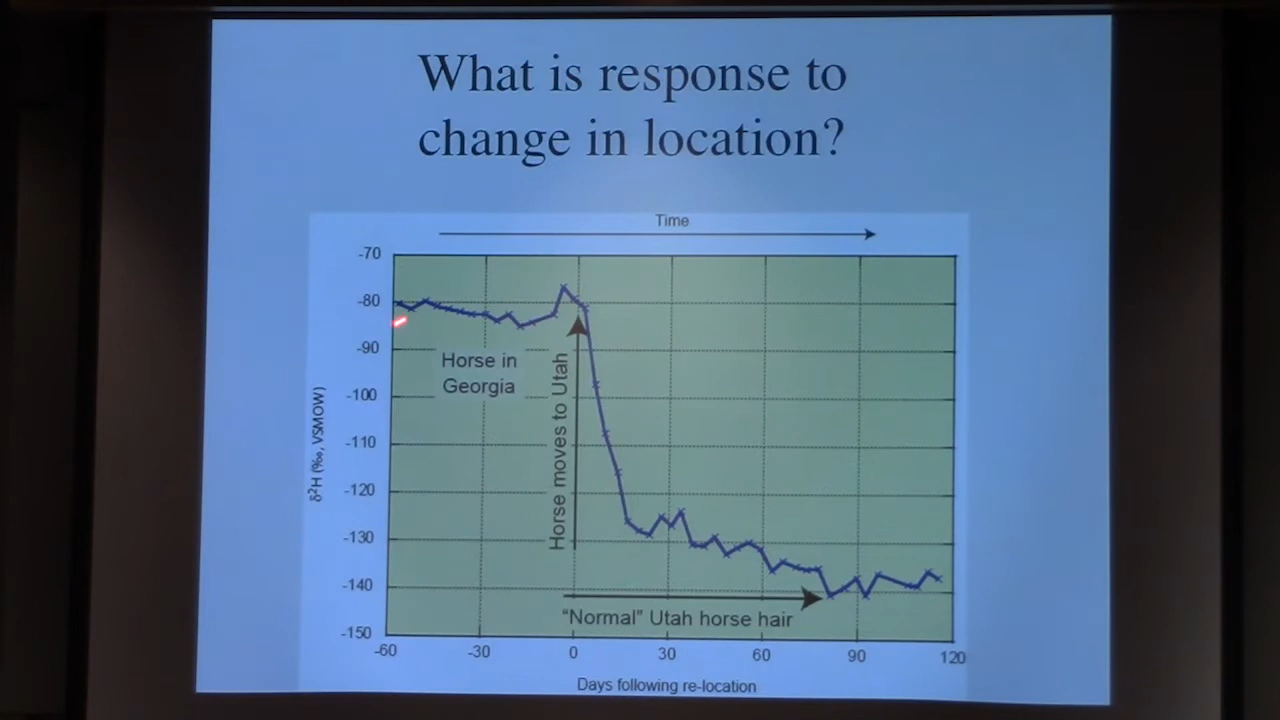 What is response to
change in location?
Time
-70
-80
-90
-100
-110
-120
-130
-140
-150
δ²H (‰, VSMOW)
Horse in
Georgia
Horse moves to Utah
“Normal” Utah horse hair
-60
-30
0
30
60
90
120
Days following re-location